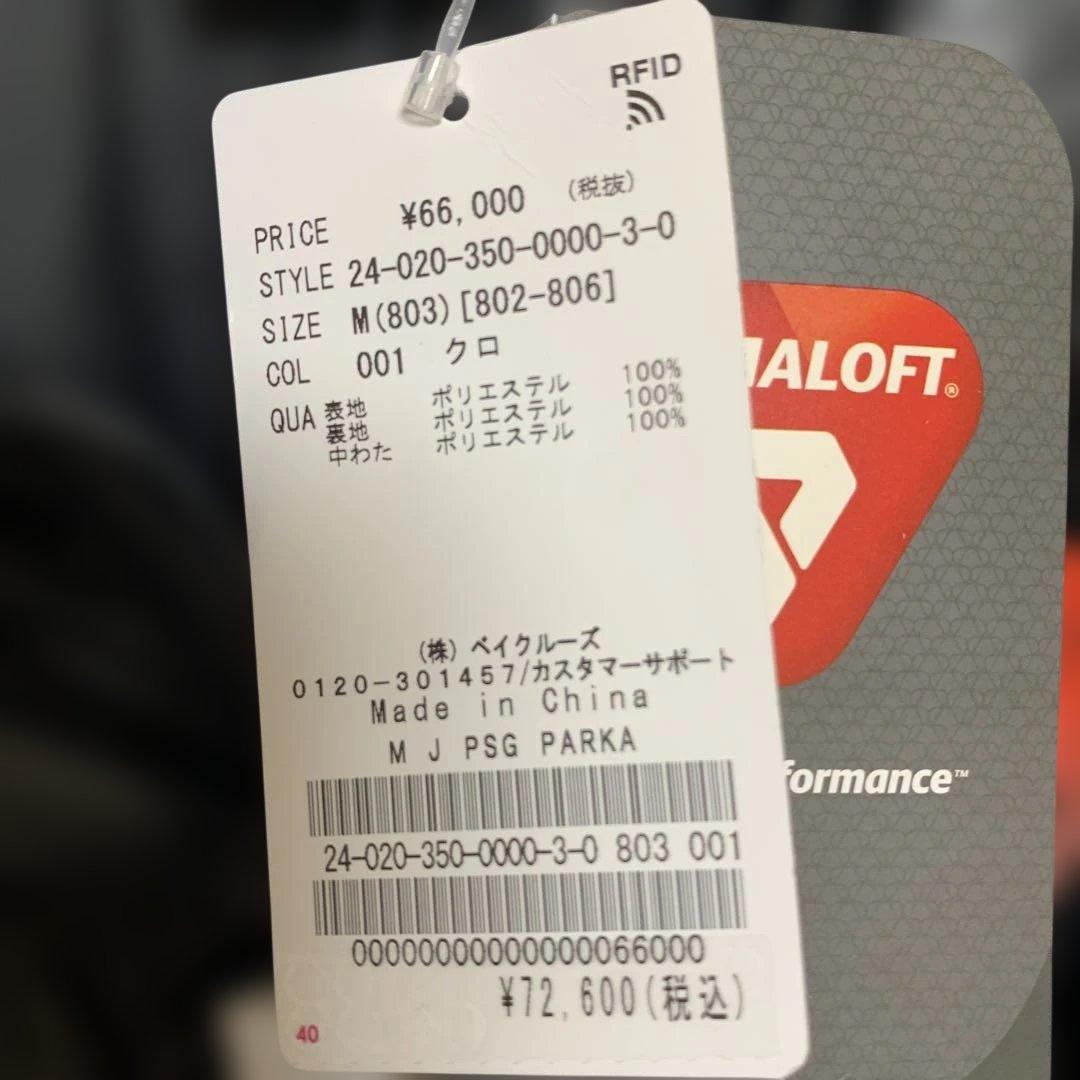 RFID
PRICE ¥66,000 (税抜)
STYLE 24-020-350-0000-3-0
SIZE M(803)[802-806]
COL 001 クロ
QUA 表地 ポリエステル 100%
裏地 ポリエステル 100%
中わた ポリエステル 100%
(株) ベイクルーズ
0120-301457/カスタマーサポート
Made in China
M J PSG PARKA
24-020-350-0000-3-0 803 001
00000000000000066000
¥72,600(税込)
40
ALOFT®
formance™